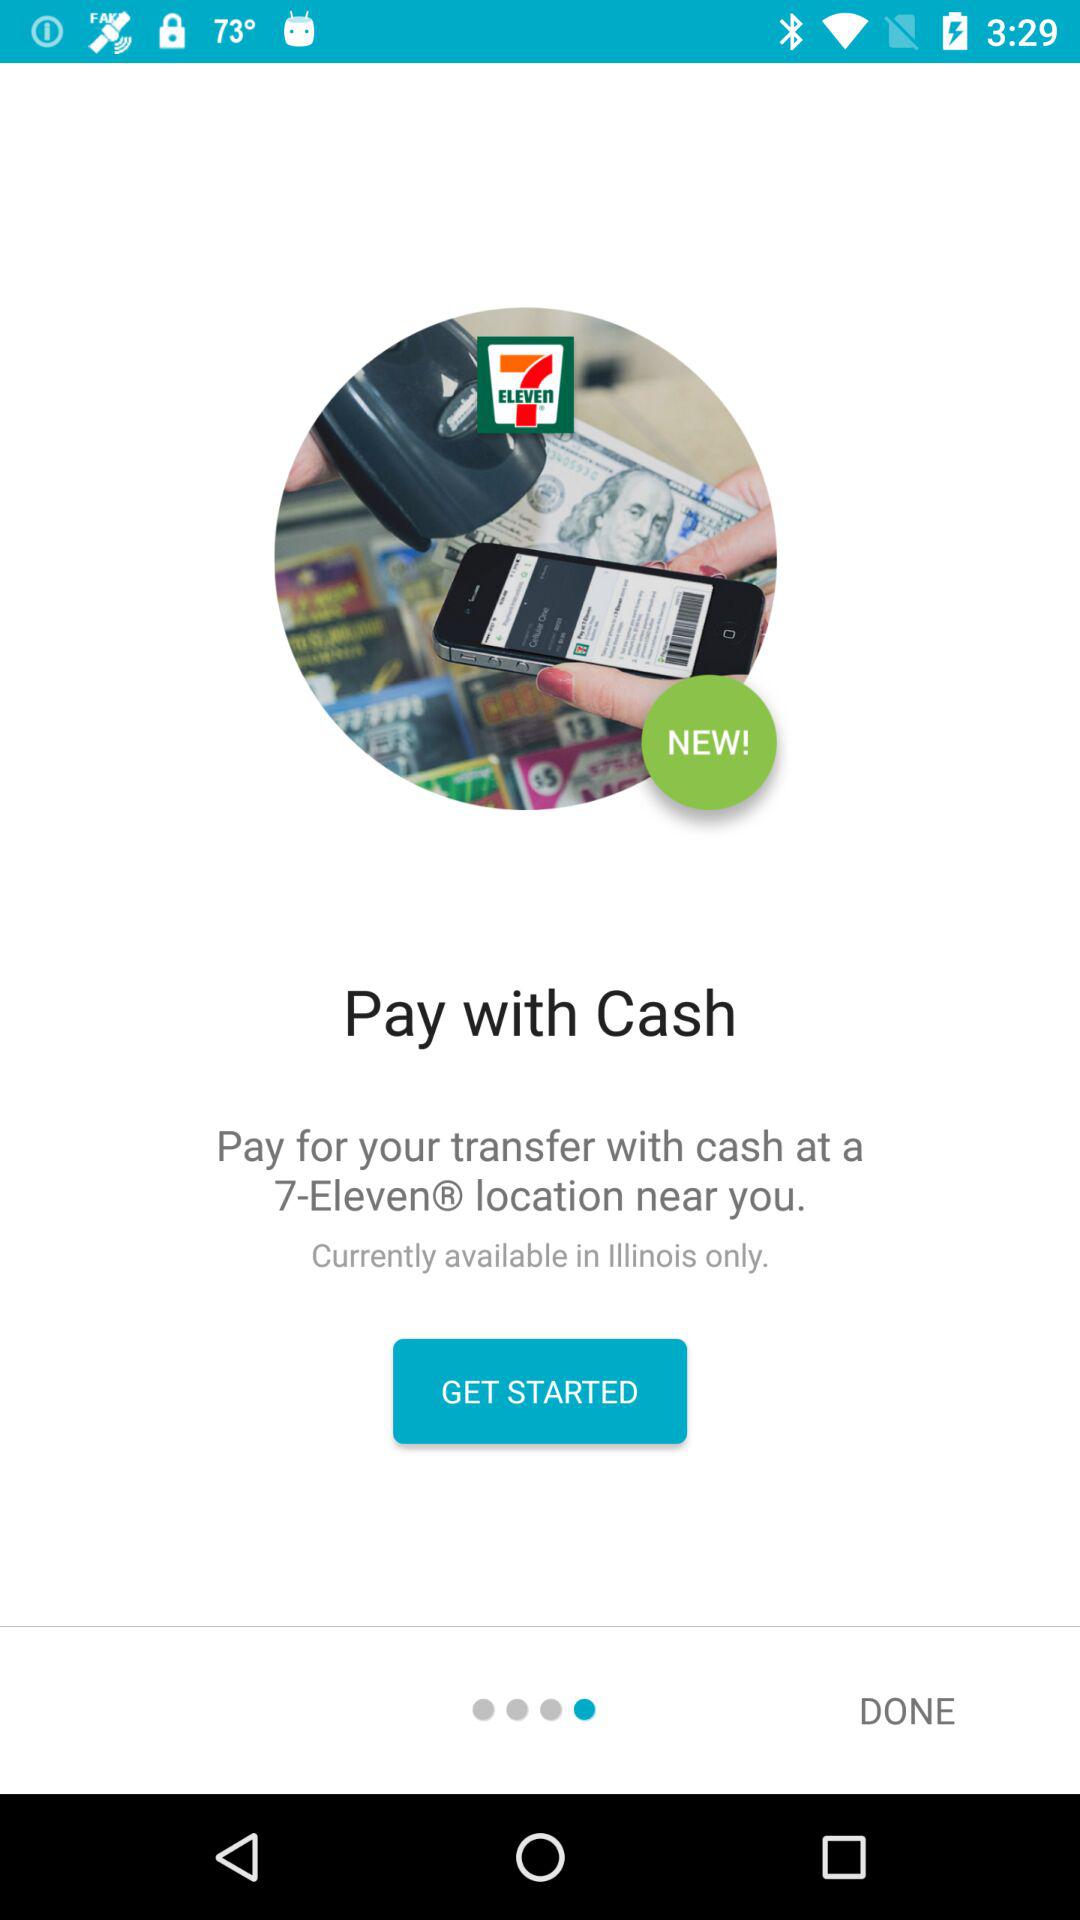 FAKE
73°
3:29
7
ELEVEN
NEW!
Pay with Cash
Pay for your transfer with cash at a
7-Eleven® location near you.
Currently available in Illinois only.
GET STARTED
DONE